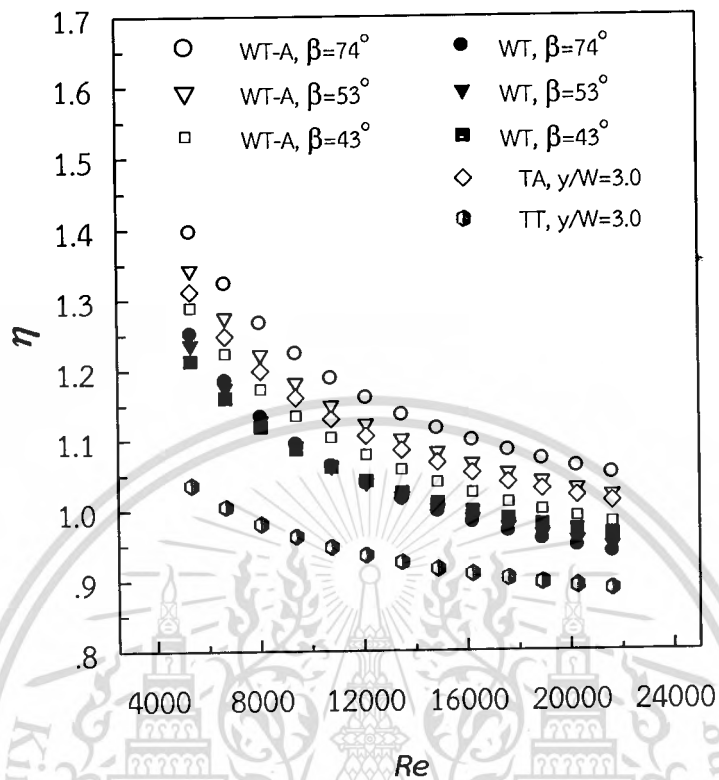 η
1.7
1.6
1.5
1.4
1.3
1.2
1.1
1.0
.9
.8
WT-A, β=74°
WT-A, β=53°
WT-A, β=43°
WT, β=74°
WT, β=53°
WT, β=43°
TA, y/W=3.0
TT, y/W=3.0
4000 8000 12000 16000 20000 24000
Re